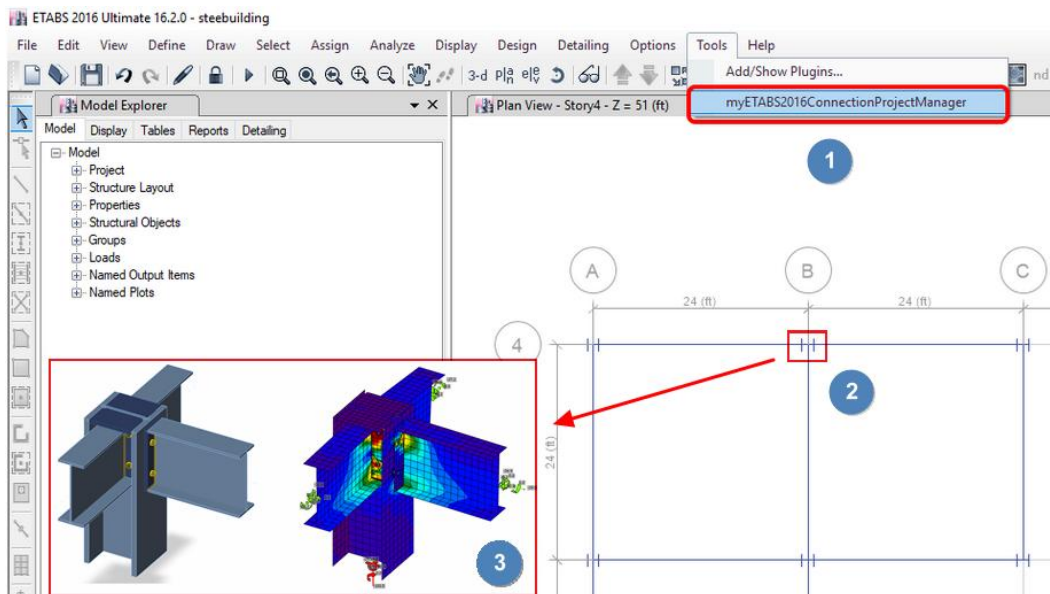 ETABS 2016 Ultimate 16.2.0 - steebuilding
File Edit View Define Draw Select Assign Analyze Display Design Detailing Options Tools Help
3-d
Add/Show Plugins...
nd
Model Explorer
Plan View - Story4 - Z = 51 (ft)
myETABS2016ConnectionProjectManager
Model Display Tables Reports Detailing
1
Model
Project
Structure Layout
Properties
Structural Objects
Groups
Loads
Named Output Items
Named Plots
A
B
C
24 (ft)
24 (ft)
4
2
24 (ft)
3